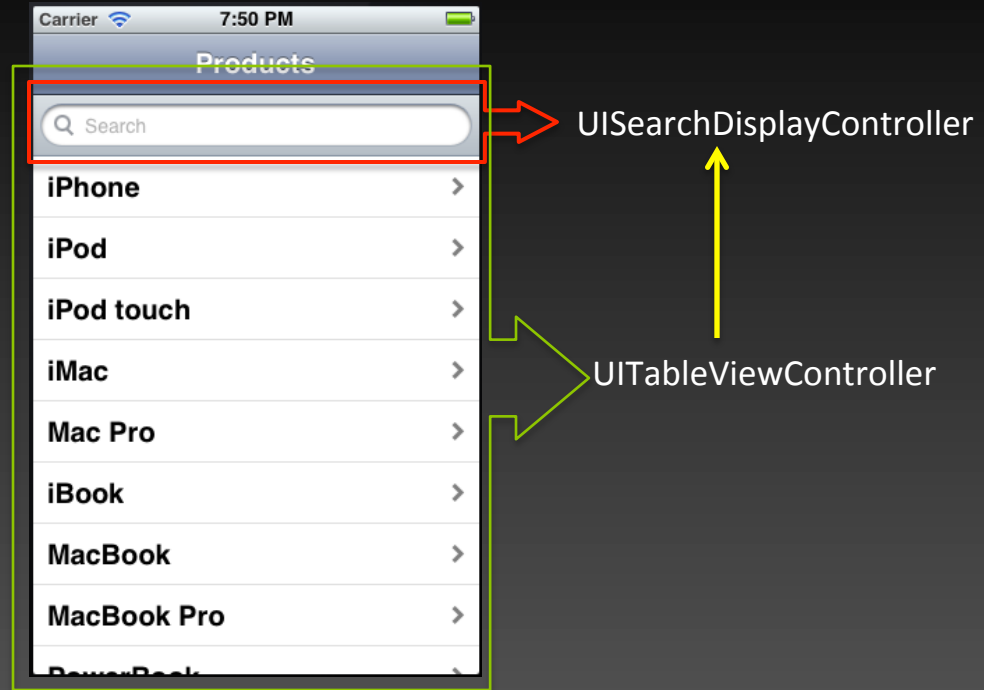 Carrier 7:50 PM
Products
Search
UISearchDisplayController
iPhone
iPod
iPod touch
iMac
UITableViewController
Mac Pro
iBook
MacBook
MacBook Pro
PowerBook